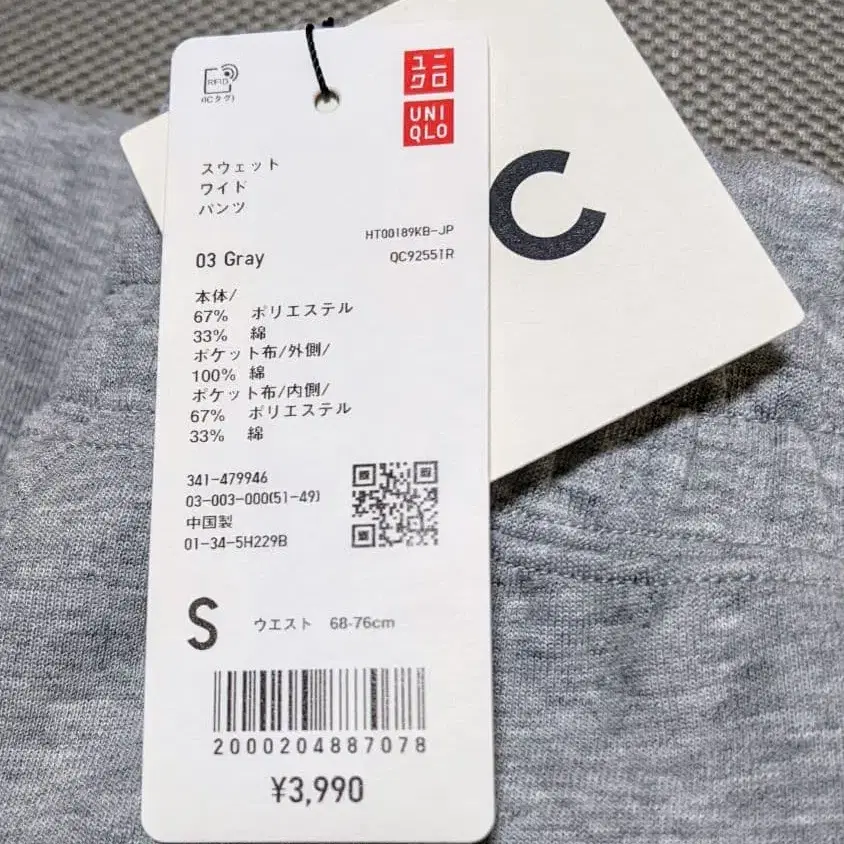 RFID
(ICタグ)
ユニ
クロ
UNI
QLO
C
スウェット
ワイド
パンツ
HT00189KB-JP
03 Gray
QC92551R
本体/
67% ポリエステル
33% 綿
ポケット布/外側/
100% 綿
ポケット布/内側/
67% ポリエステル
33% 綿
341-479946
03-003-000(51-49)
中国製
01-34-5H229B
S ウエスト 68-76cm
2000204887078
¥3,990